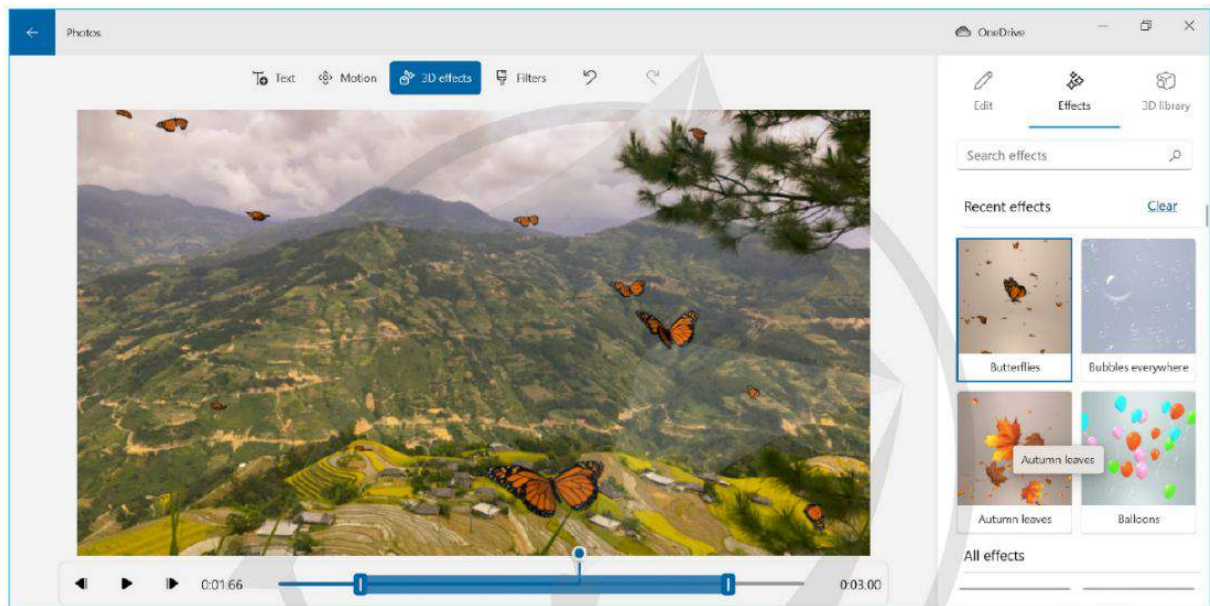 Photos
OneDrive
Text Motion 3D effects Filters
Edit Effects 3D library
Search effects
Recent effects Clear
Butterflies Bubbles everywhere
Autumn leaves
Autumn leaves Balloons
All effects
0:01.66 0:03.00